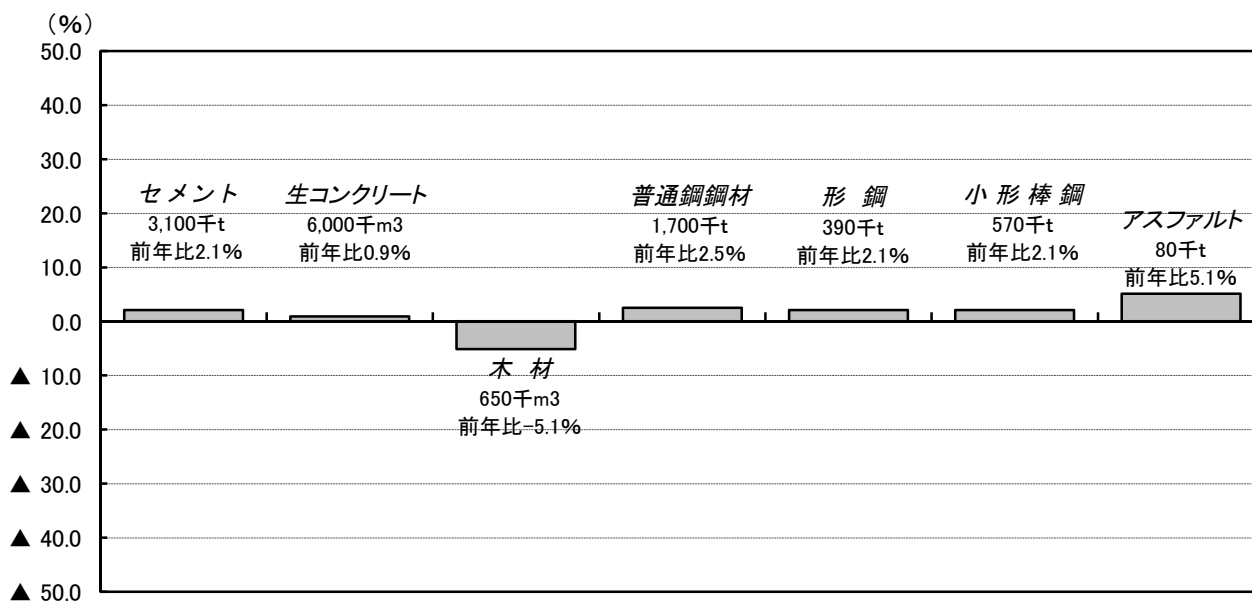 (%)
50.0
40.0
30.0
20.0
10.0
0.0
▲ 10.0
▲ 20.0
▲ 30.0
▲ 40.0
▲ 50.0
セメント
3,100千t
前年比2.1%
生コンクリート
6,000千m3
前年比0.9%
木材
650千m3
前年比-5.1%
普通鋼鋼材
1,700千t
前年比2.5%
形鋼
390千t
前年比2.1%
小形棒鋼
570千t
前年比2.1%
アスファルト
80千t
前年比5.1%